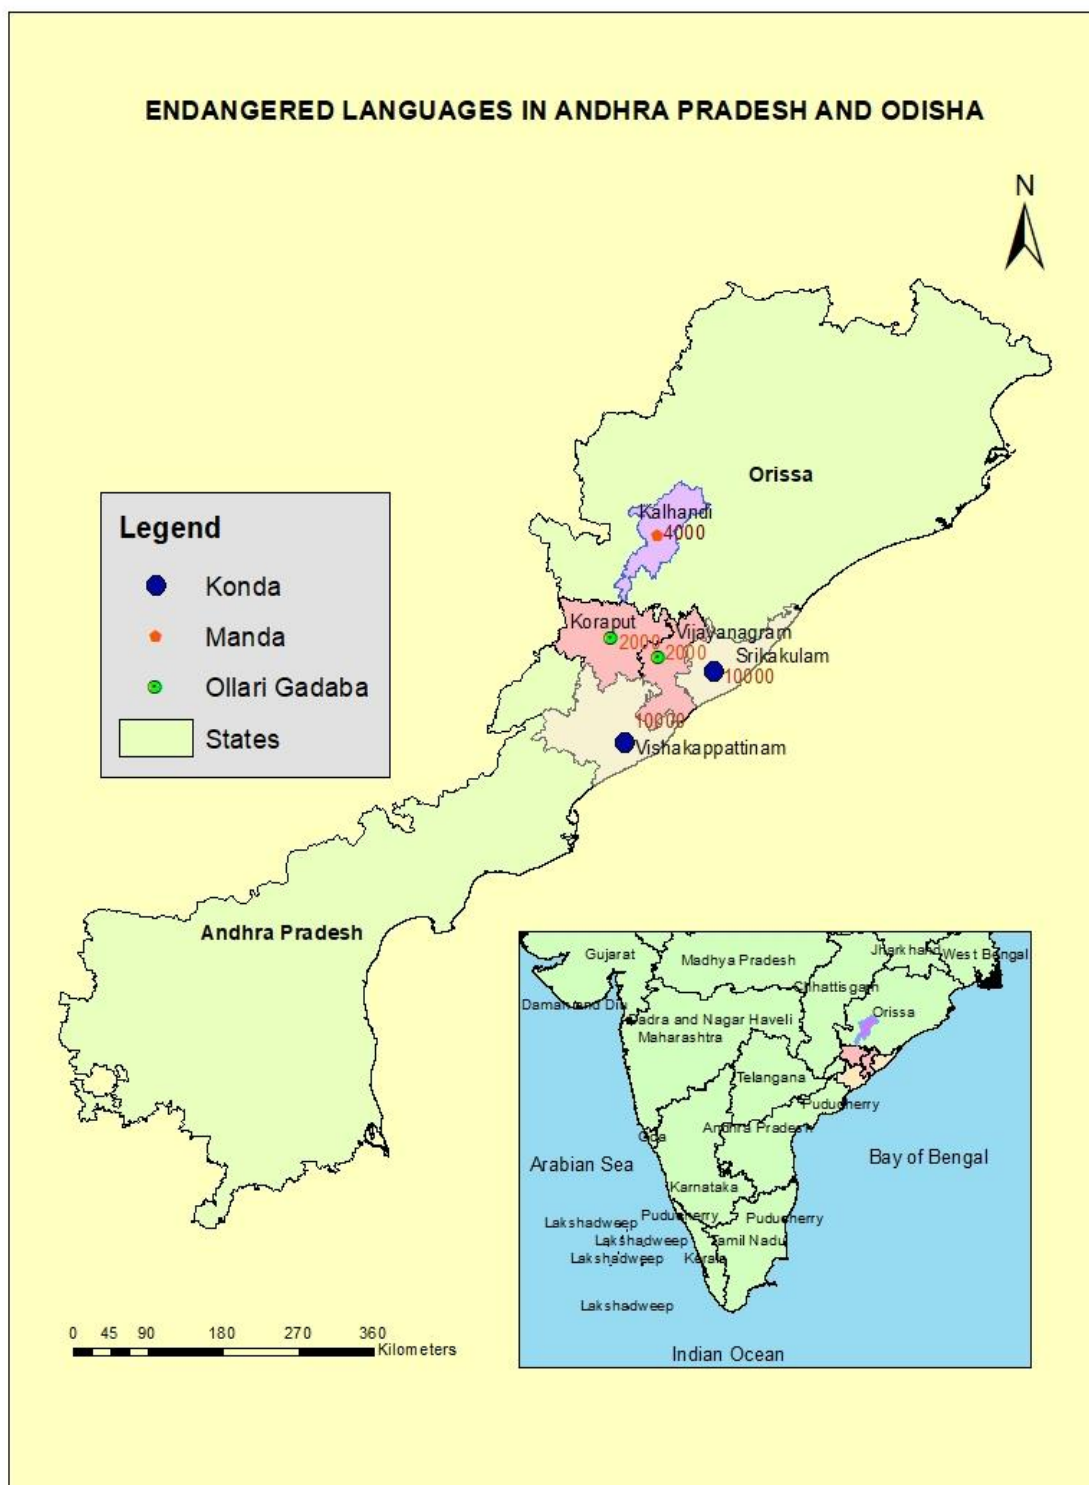 ENDANGERED LANGUAGES IN ANDHRA PRADESH AND ODISHA
N
Orissa
Kalhandi
4000
Koraput
2000
Vijayanagram
2000
Srikakulam
10000
10000
Vishakappattinam
Andhra Pradesh
Legend
Konda
Manda
Ollari Gadaba
States
Gujarat
Madhya Pradesh
Jharkhand
West Bengal
Chhattisgarh
Daman and Diu
Orissa
Dadra and Nagar Haveli
Maharashtra
Telangana
Puducherry
Andhra Pradesh
Goa
Arabian Sea
Bay of Bengal
Karnataka
Puducherry
Puducherry
Lakshadweep
Lakshadweep
Tamil Nadu
Lakshadweep
Kerala
Lakshadweep
Indian Ocean
0 45 90 180 270 360
Kilometers